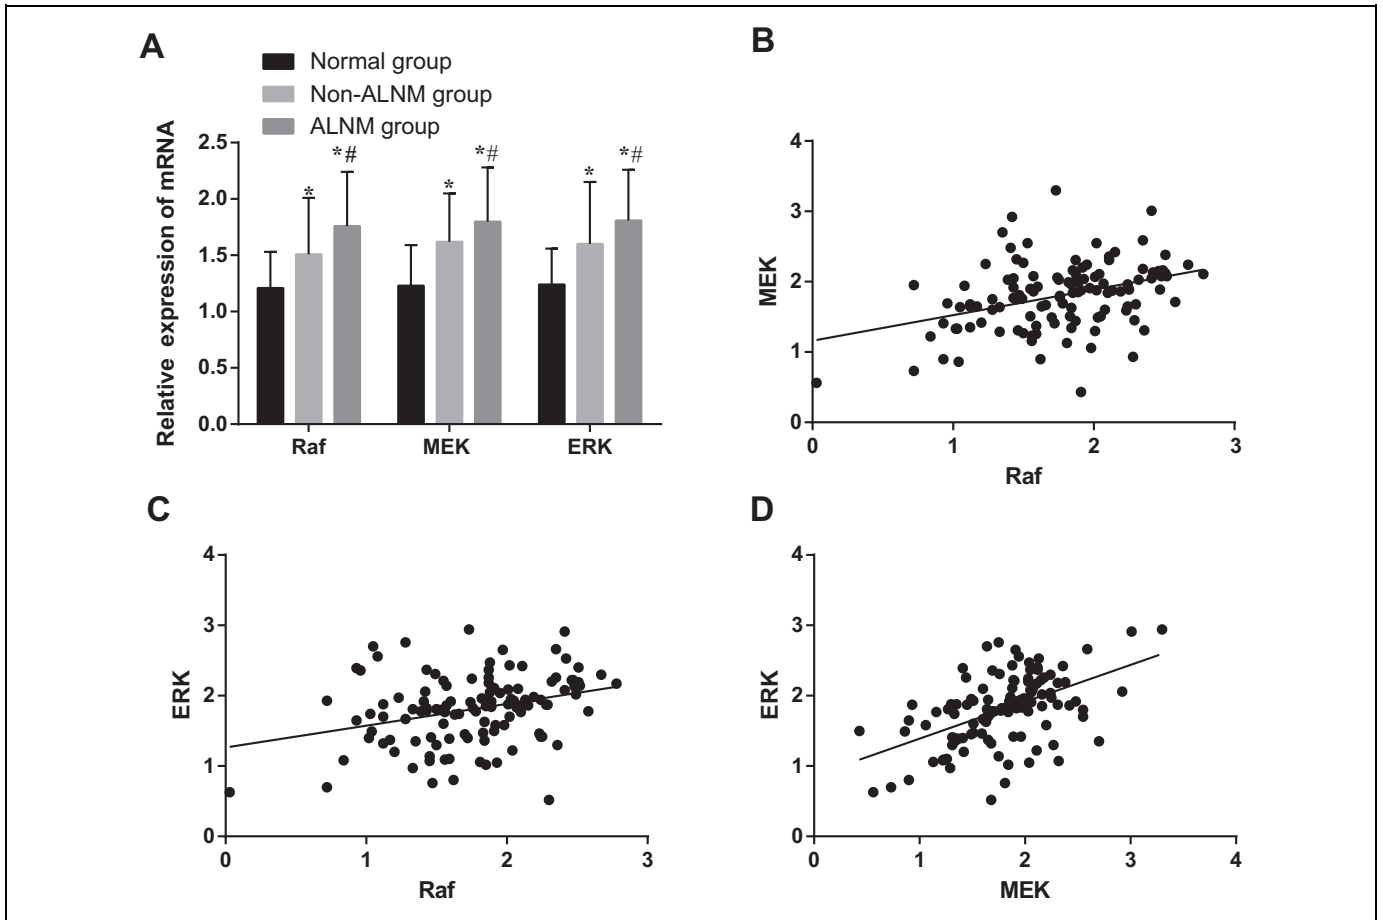 A
Normal group
Non-ALNM group
ALNM group
Relative expression of mRNA
2.5
2.0
1.5
1.0
0.5
0.0
*
*#
*
*#
*
*#
Raf
MEK
ERK
B
MEK
4
3
2
1
0
0
1
2
3
Raf
C
ERK
4
3
2
1
0
0
1
2
3
Raf
D
ERK
4
3
2
1
0
0
1
2
3
4
MEK